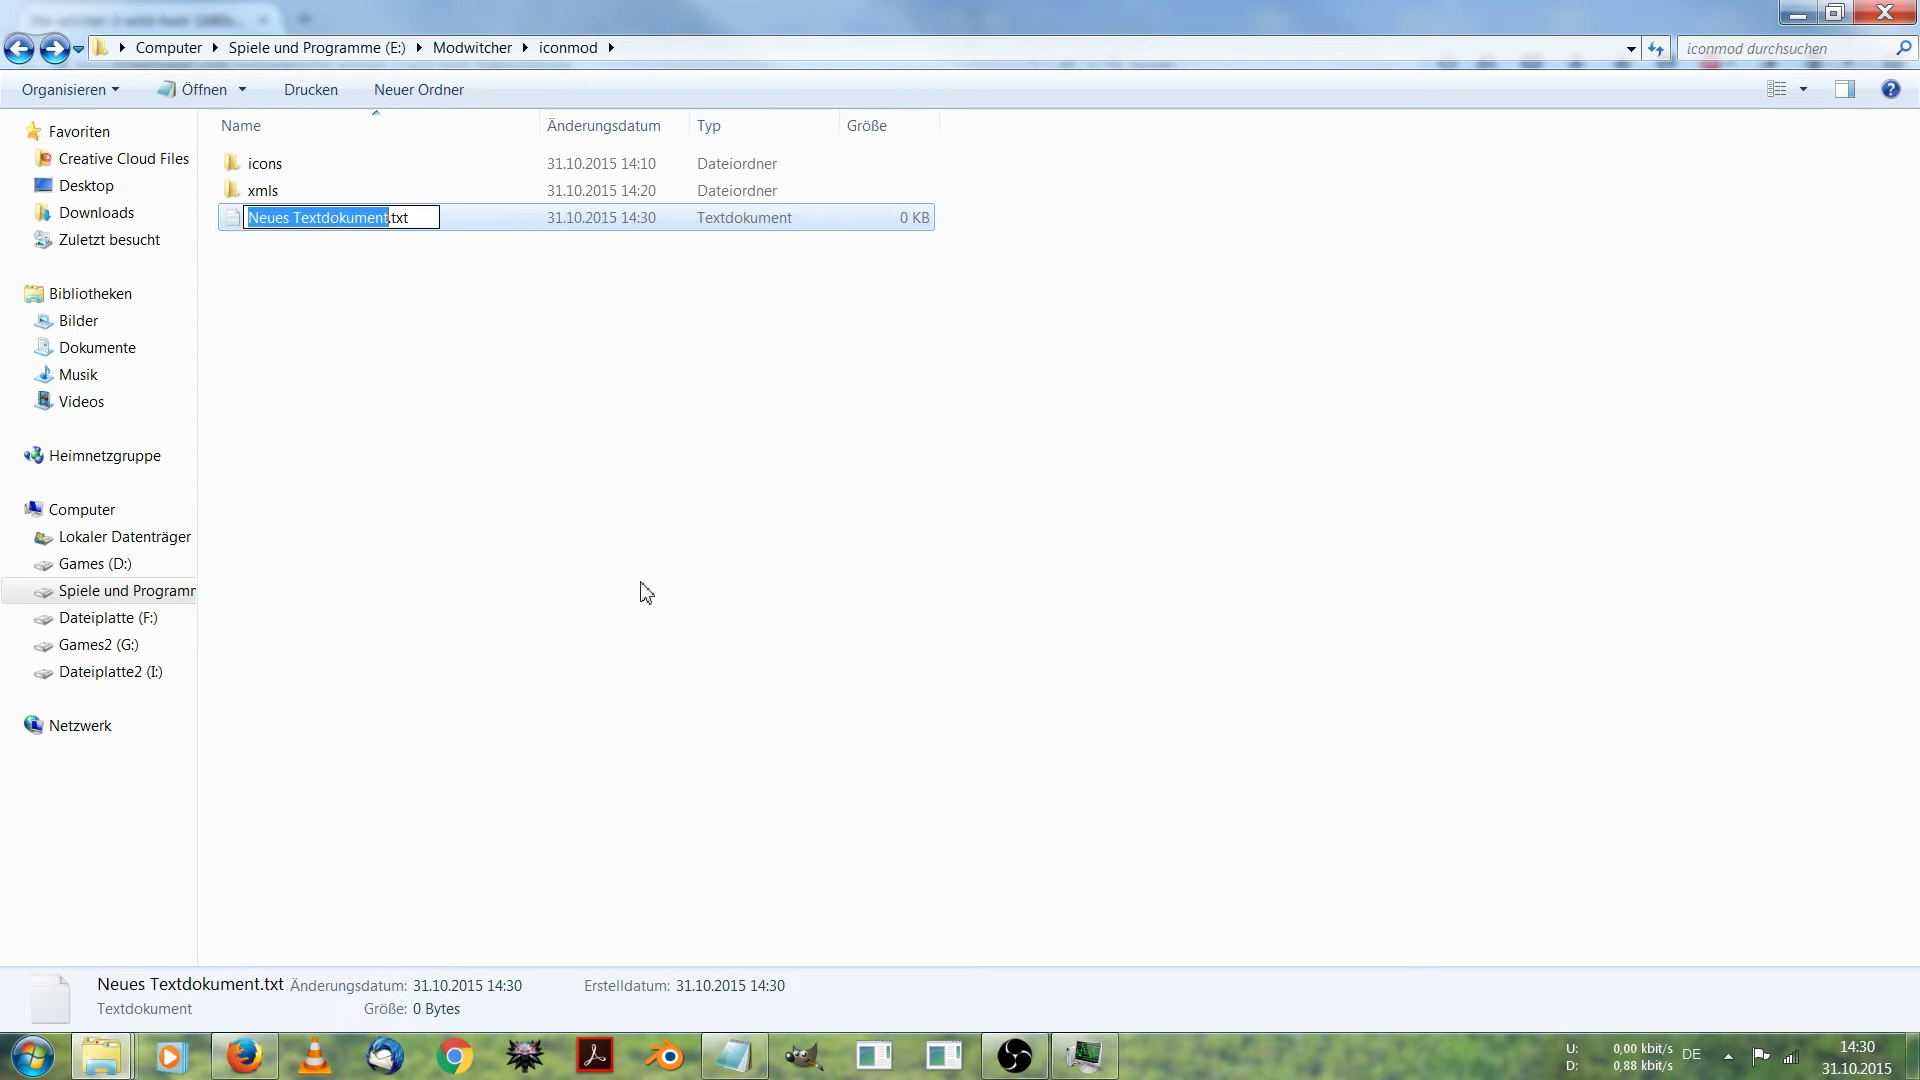 Computer ▸ Spiele und Programme (E:) ▸ Modwitcher ▸ iconmod ▸
iconmod durchsuchen
Organisieren Öffnen Drucken Neuer Ordner
Name Änderungsdatum Typ Größe
icons 31.10.2015 14:10 Dateiordner
xmls 31.10.2015 14:20 Dateiordner
Neues Textdokument.txt 31.10.2015 14:30 Textdokument 0 KB
Favoriten
Creative Cloud Files
Desktop
Downloads
Zuletzt besucht
Bibliotheken
Bilder
Dokumente
Musik
Videos
Heimnetzgruppe
Computer
Lokaler Datenträger
Games (D:)
Spiele und Programm
Dateiplatte (F:)
Games2 (G:)
Dateiplatte2 (I:)
Netzwerk
Neues Textdokument.txt Änderungsdatum: 31.10.2015 14:30 Erstelldatum: 31.10.2015 14:30
Textdokument Größe: 0 Bytes
U: 0,00 kbit/s DE 14:30
D: 0,88 kbit/s 31.10.2015